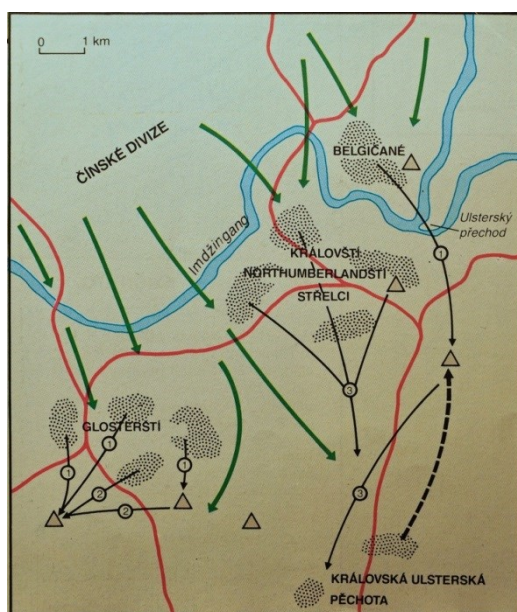 0 1 km
ČÍNSKÉ DIVIZE
BELGIČANÉ
Ulsterský
přechod
Imdžingang
KRÁLOVŠTÍ
NORTHUMBERLANDŠTÍ
STŘELCI
1
3
GLOSTERŠTÍ
1
1
1
2
2
3
KRÁLOVSKÁ ULSTERSKÁ
PĚCHOTA